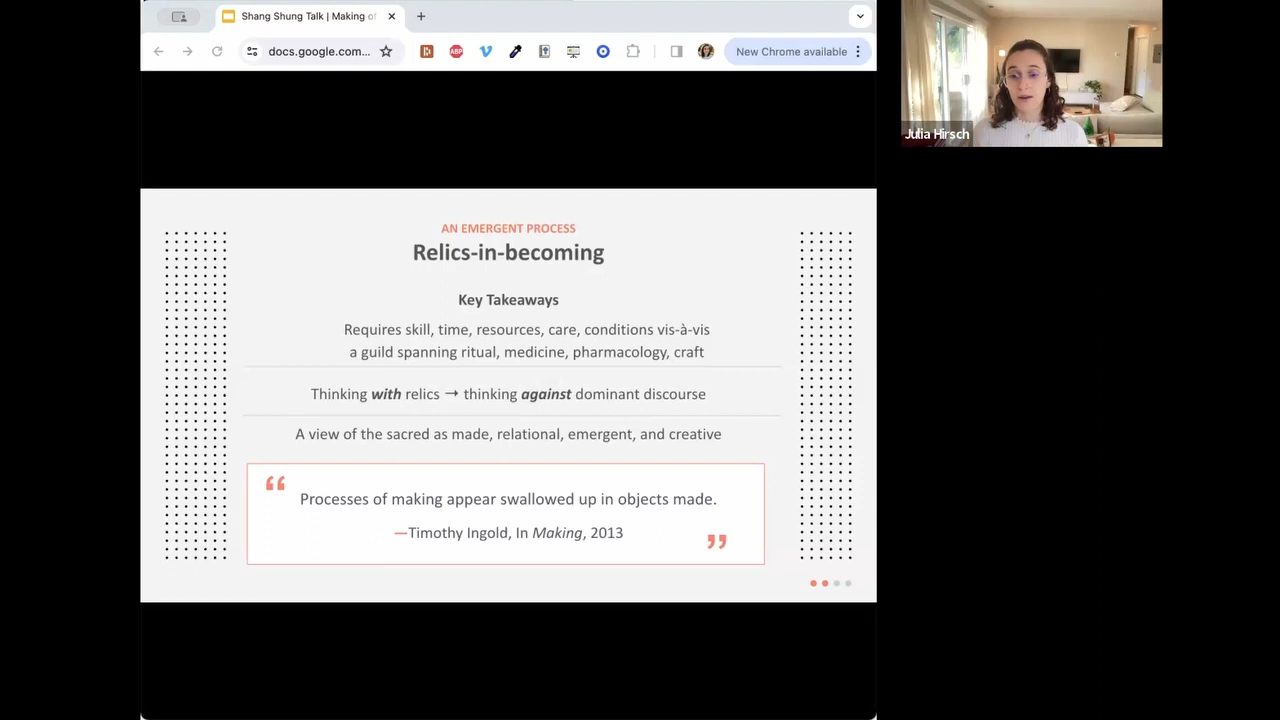 Shang Shung Talk | Making of
docs.google.com...
ABP
New Chrome available
Julia Hirsch
AN EMERGENT PROCESS
Relics-in-becoming
Key Takeaways
Requires skill, time, resources, care, conditions vis-à-vis
a guild spanning ritual, medicine, pharmacology, craft
Thinking with relics → thinking against dominant discourse
A view of the sacred as made, relational, emergent, and creative
“
Processes of making appear swallowed up in objects made.
—Timothy Ingold, In Making, 2013
”